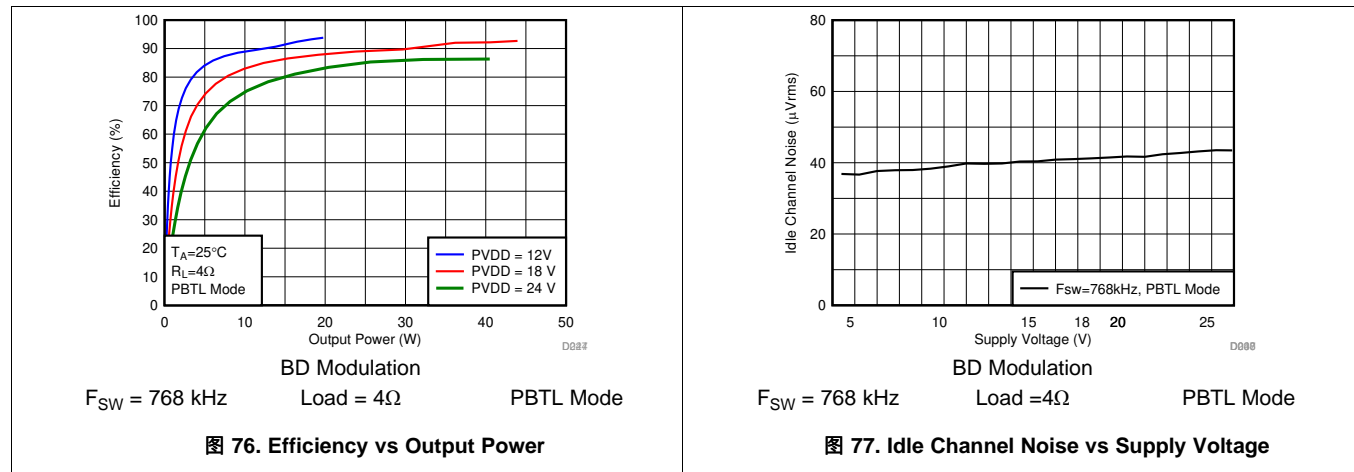 Efficiency (%)
100
90
80
70
60
50
40
30
20
10
0
T_A=25°C
R_L=4Ω
PBTL Mode
PVDD = 12V
PVDD = 18 V
PVDD = 24 V
0 10 20 30 40 50
Output Power (W)
BD Modulation
F_SW = 768 kHz Load = 4Ω PBTL Mode
图 76. Efficiency vs Output Power
Idle Channel Noise (μVrms)
80
60
40
20
0
Fsw=768kHz, PBTL Mode
5 10 15 18 20 25
Supply Voltage (V)
BD Modulation
F_SW = 768 kHz Load =4Ω PBTL Mode
图 77. Idle Channel Noise vs Supply Voltage